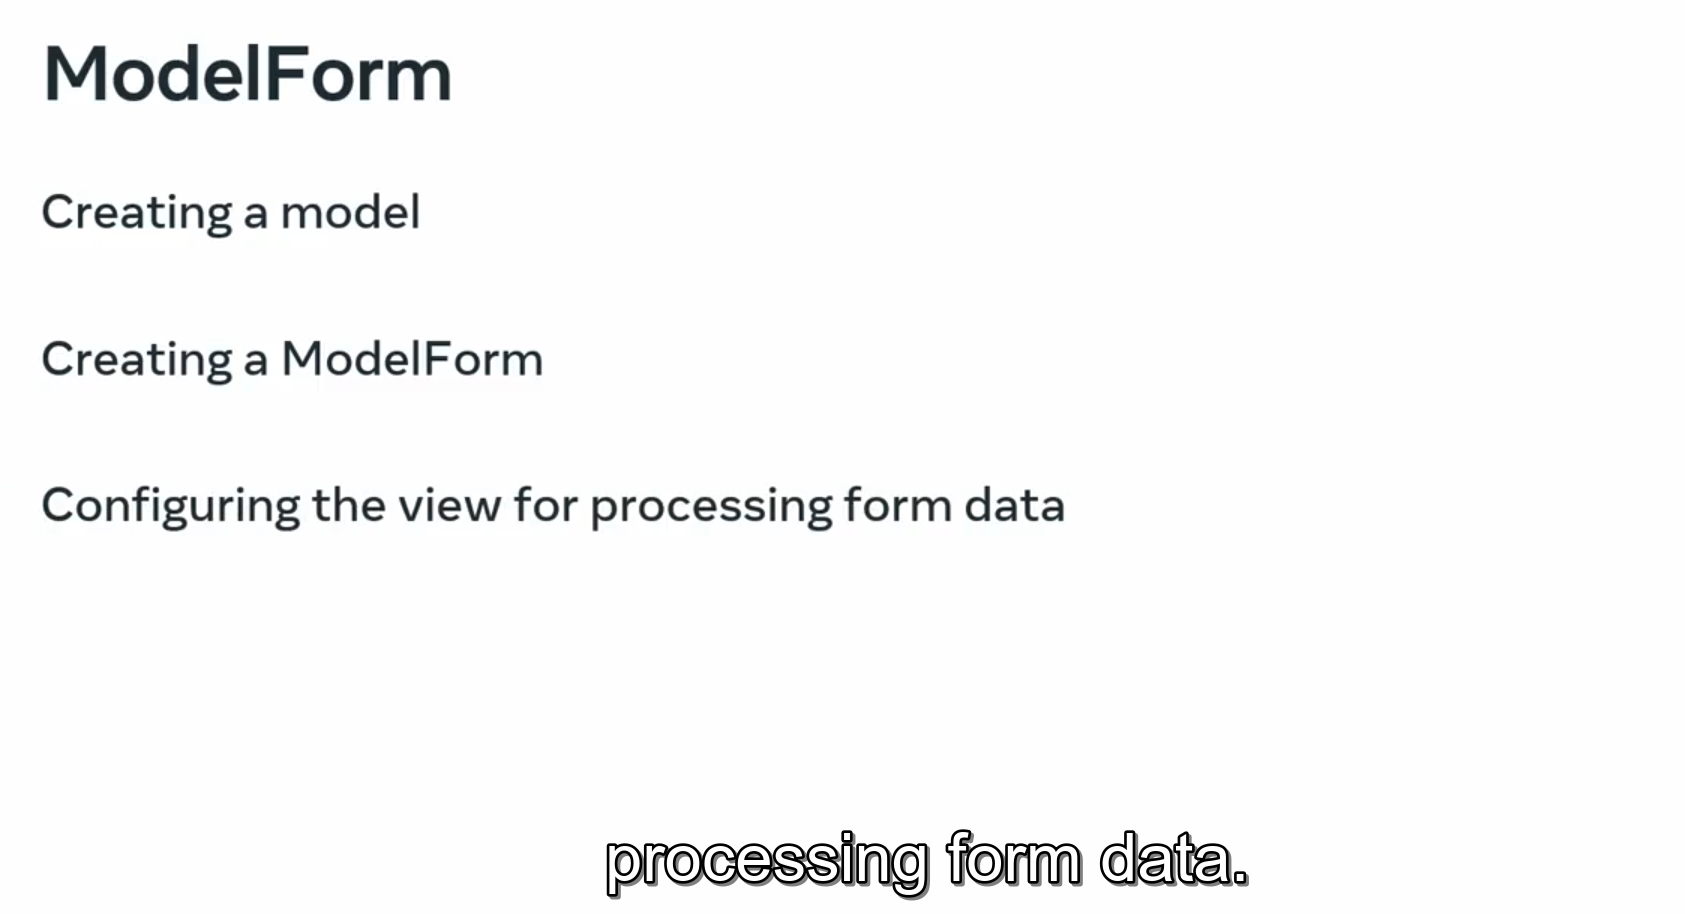 ModelForm
Creating a model
Creating a ModelForm
Configuring the view for processing form data
processing form data.